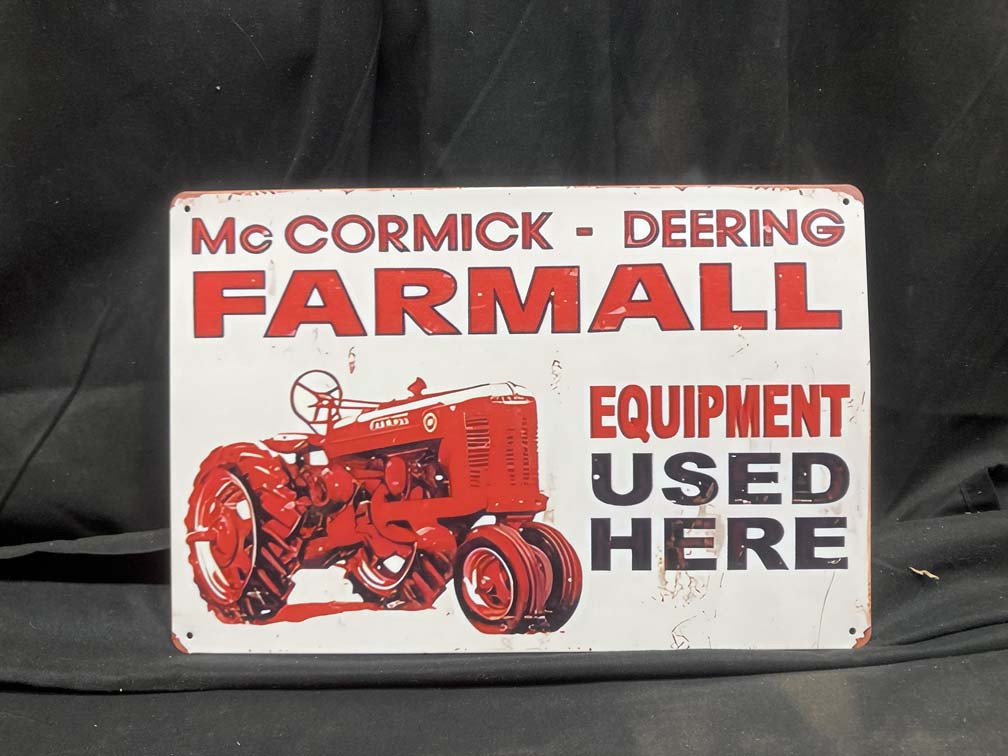 Mc CORMICK - DEERING
FARMALL
EQUIPMENT
USED
HERE